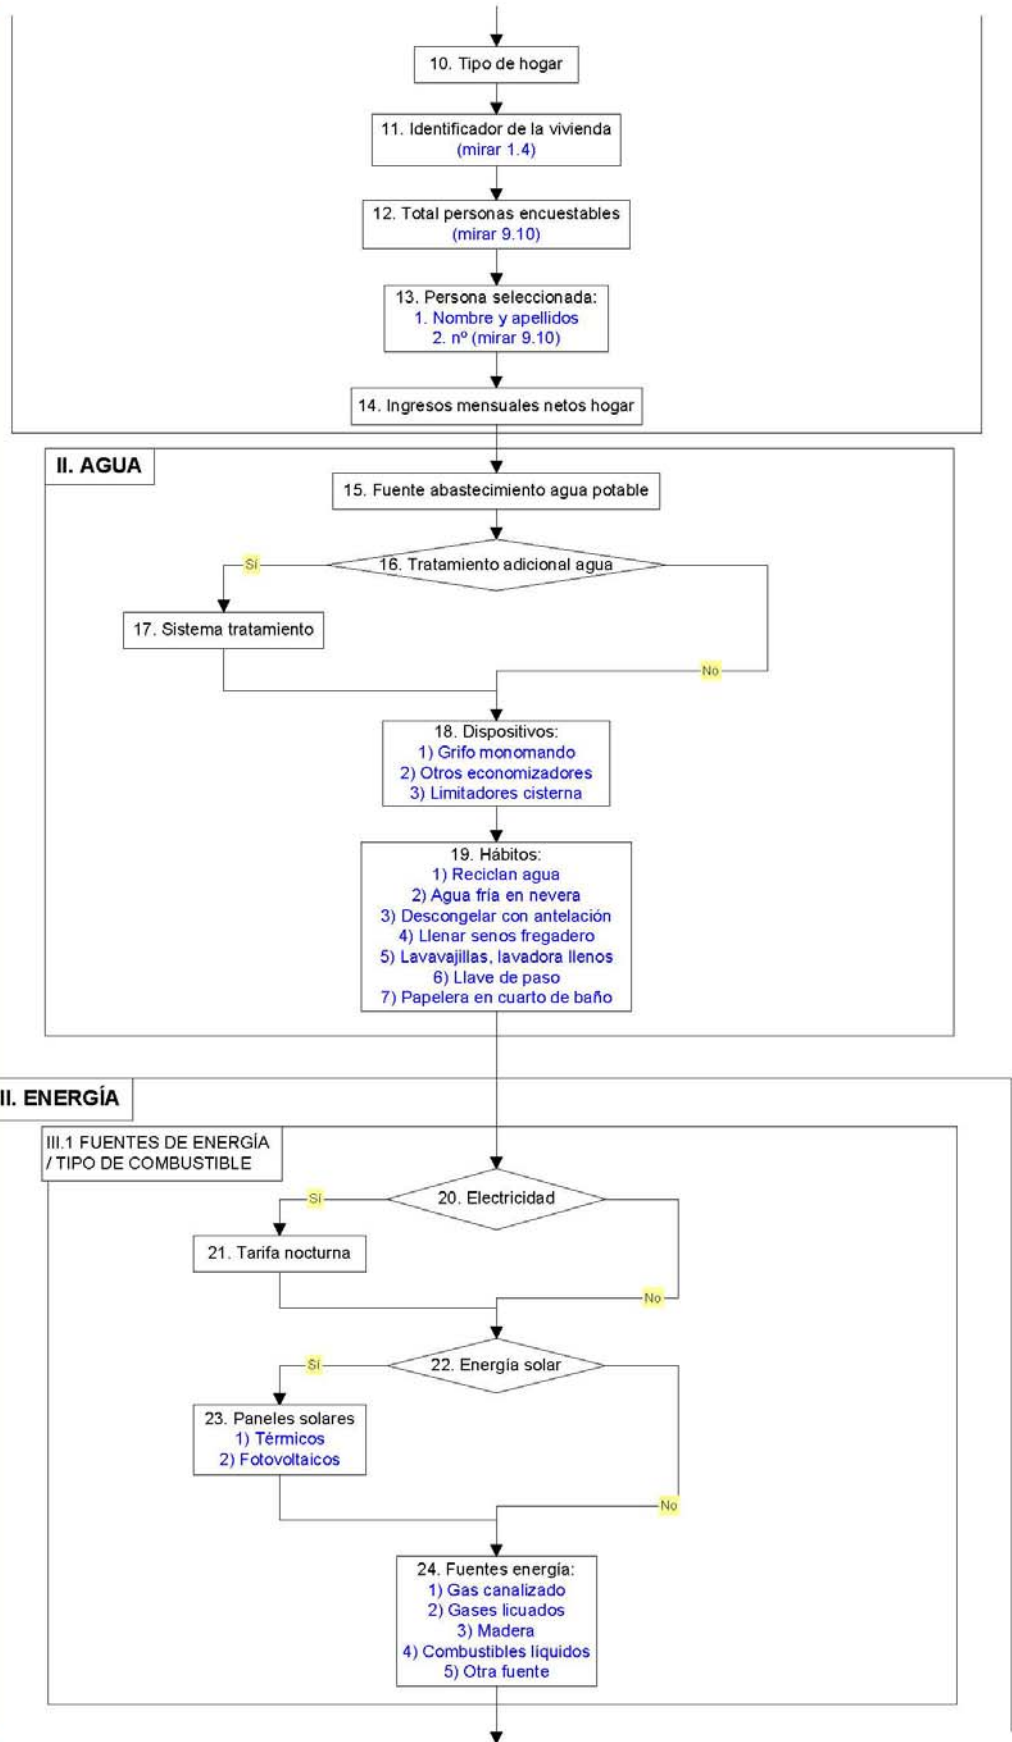 10. Tipo de hogar
11. Identificador de la vivienda
(mirar 1.4)
12. Total personas encuestables
(mirar 9.10)
13. Persona seleccionada:
1. Nombre y apellidos
2. nº (mirar 9.10)
14. Ingresos mensuales netos hogar
II. AGUA
15. Fuente abastecimiento agua potable
16. Tratamiento adicional agua
Sí
17. Sistema tratamiento
No
18. Dispositivos:
1) Grifo monomando
2) Otros economizadores
3) Limitadores cisterna
19. Hábitos:
1) Reciclan agua
2) Agua fría en nevera
3) Descongelar con antelación
4) Llenar senos fregadero
5) Lavavajillas, lavadora llenos
6) Llave de paso
7) Papelera en cuarto de baño
II. ENERGÍA
III.1 FUENTES DE ENERGÍA
/ TIPO DE COMBUSTIBLE
20. Electricidad
Sí
21. Tarifa nocturna
No
22. Energía solar
Sí
23. Paneles solares
1) Térmicos
2) Fotovoltaicos
No
24. Fuentes energía:
1) Gas canalizado
2) Gases licuados
3) Madera
4) Combustibles líquidos
5) Otra fuente